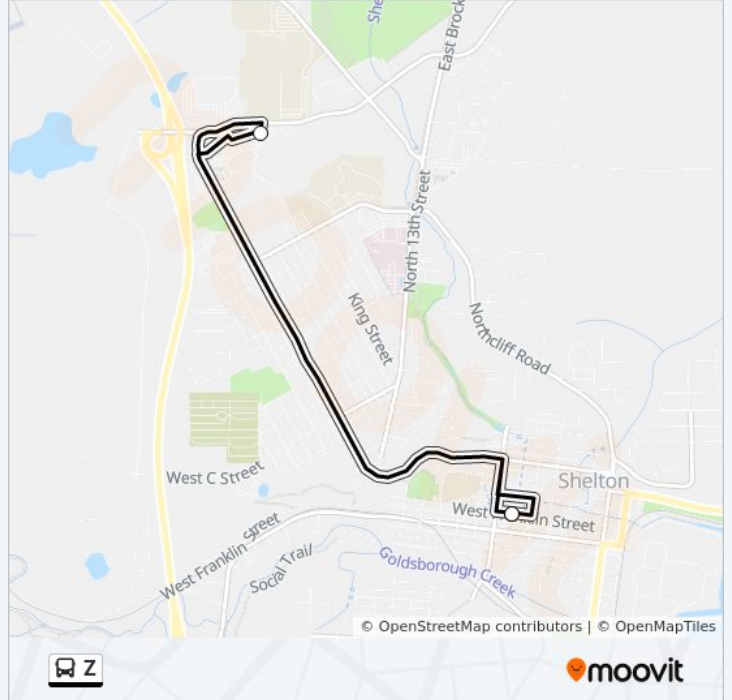 She
East Brock
North 13th Street
King Street
Northcliff Road
West C Street
Shelton
West Franklin Street
West Franklin Street
Social Trail
Goldsborough Creek
© OpenStreetMap contributors | © OpenMapTiles
Z
moovit